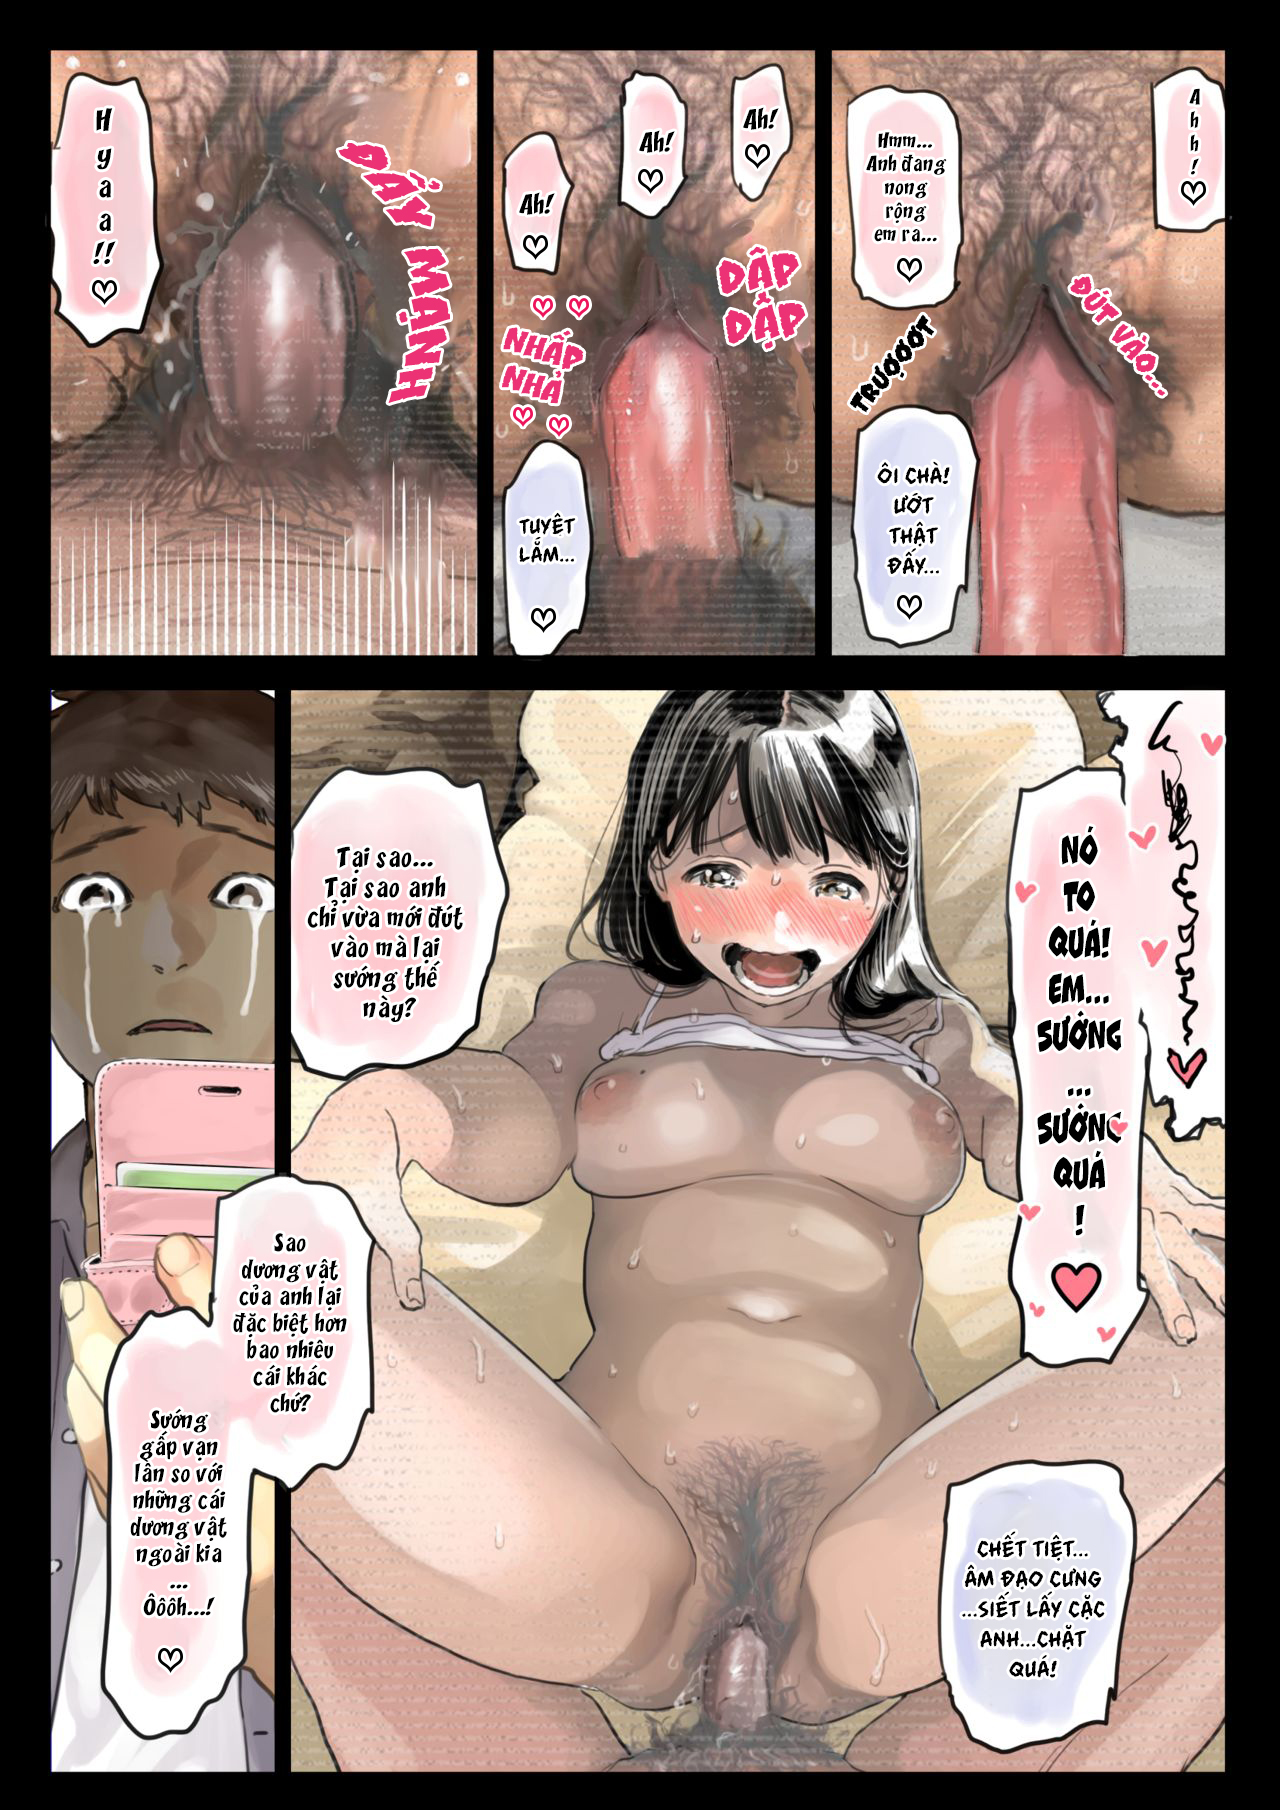 Ahh!♡
Hmm...
Anh đang
nong
rộng
em ra...
♡
ĐÚT VÀO...
TRƯỢƠƠT
ÔI CHÀ!
ƯỚT
THẬT
ĐẤY...
♡
Ah!
♡
Ah!
♡
Ah!
♡
DẬP
DẬP
NHẤP
NHẢ
TUYỆT
LẮM...
♡
Hyaa!!
♡
ĐẨY MẠNH
NÓ
TO
QUÁ!
EM...
SƯỚNG
...
SƯỚNG
QUÁ
!
Tại sao...
Tại sao anh
chỉ vừa mới đút
vào mà lại
sướng thế
này?
CHẾT TIỆT...
ÂM ĐẠO CƯNG
...SIẾT LẤY CẶC
ANH...CHẶT
QUÁ!
Sao
dương vật
của anh lại
đặc biệt hơn
bao nhiêu
cái khác
chứ?
Sướng
gấp vạn
lần so với
những cái
dương vật
ngoài kia
...
Ôôôh...!
♡